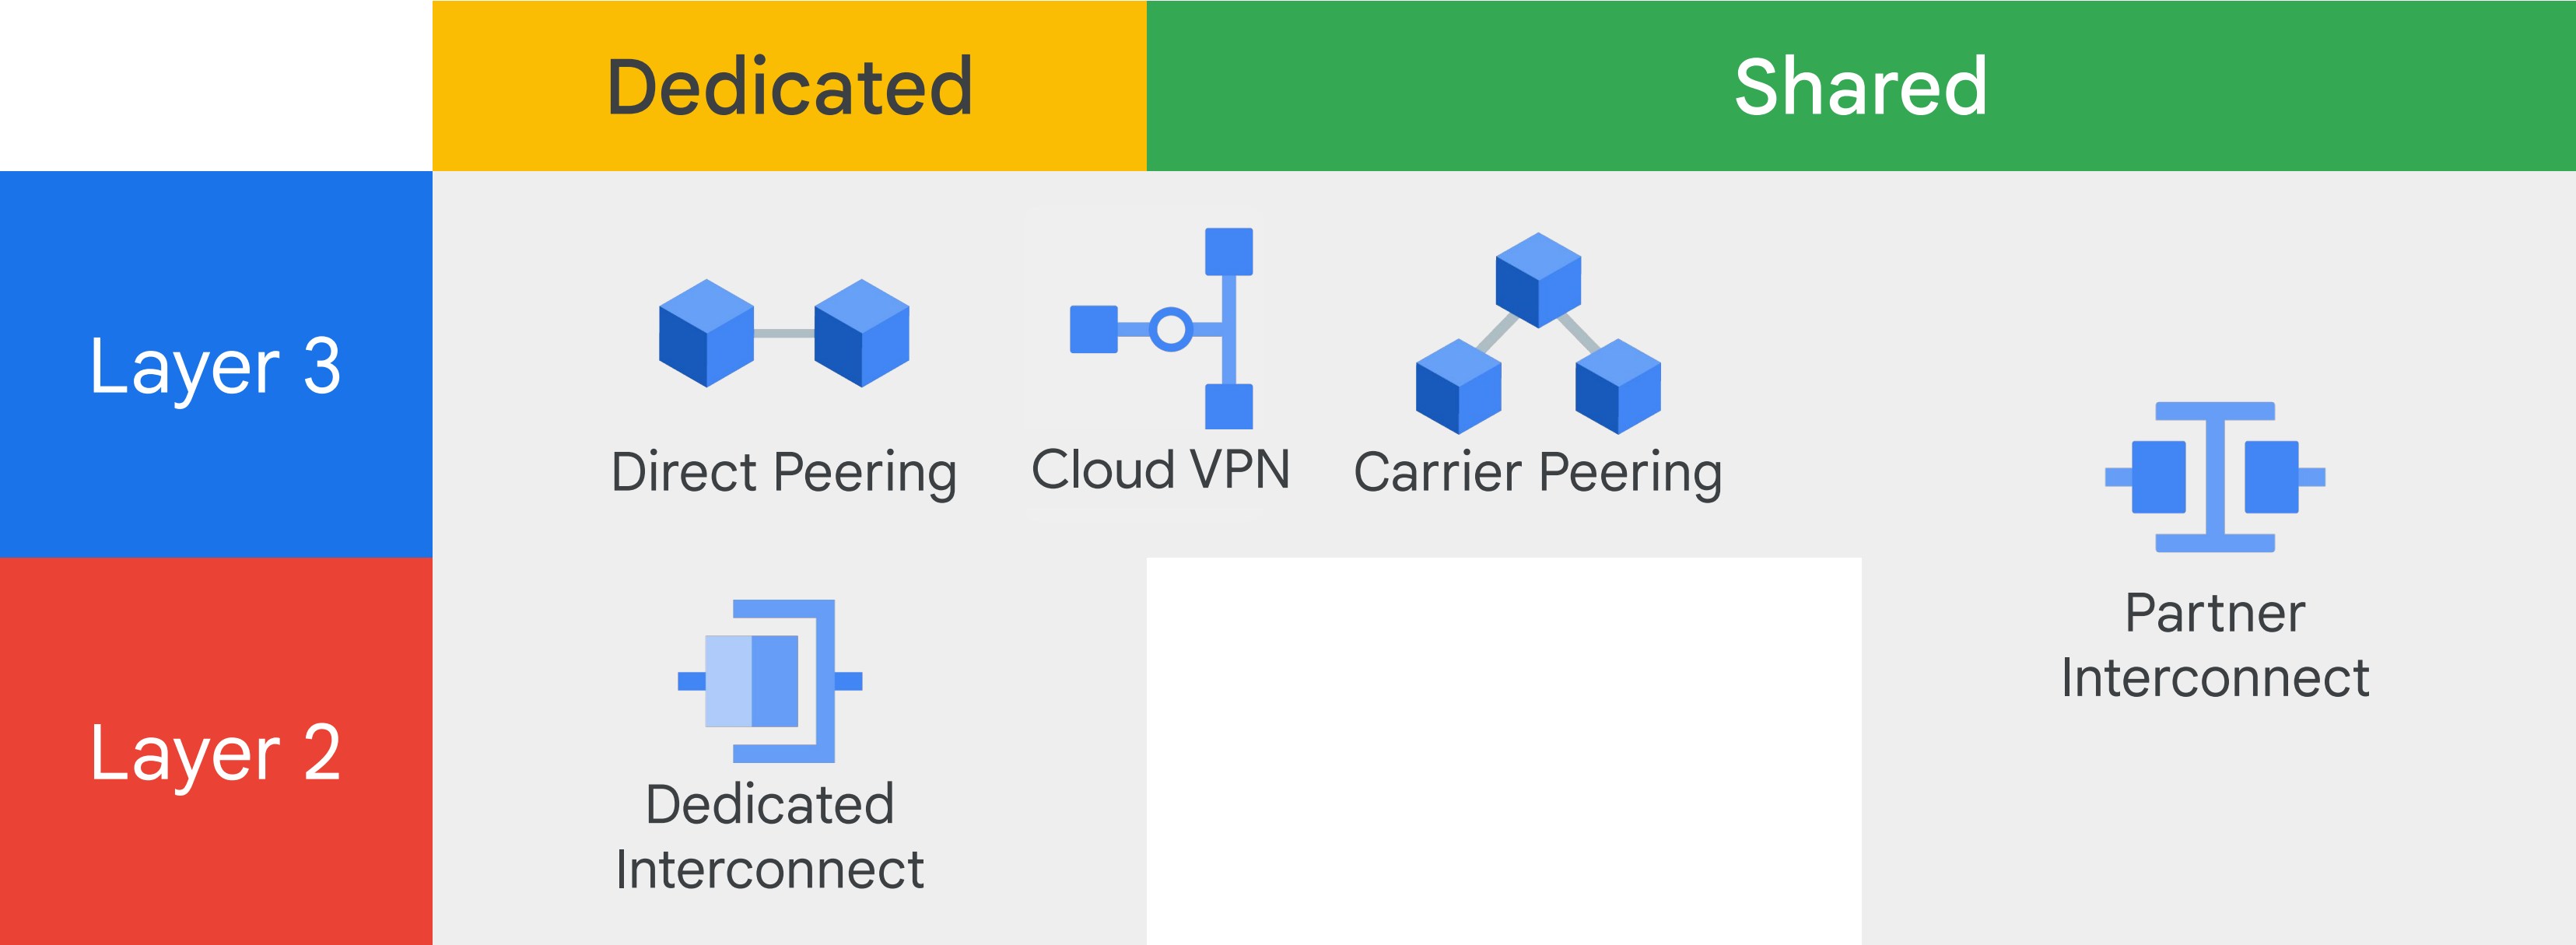 Dedicated
Shared
Layer 3
Direct Peering
Cloud VPN
Carrier Peering
Partner
Interconnect
Layer 2
Dedicated
Interconnect